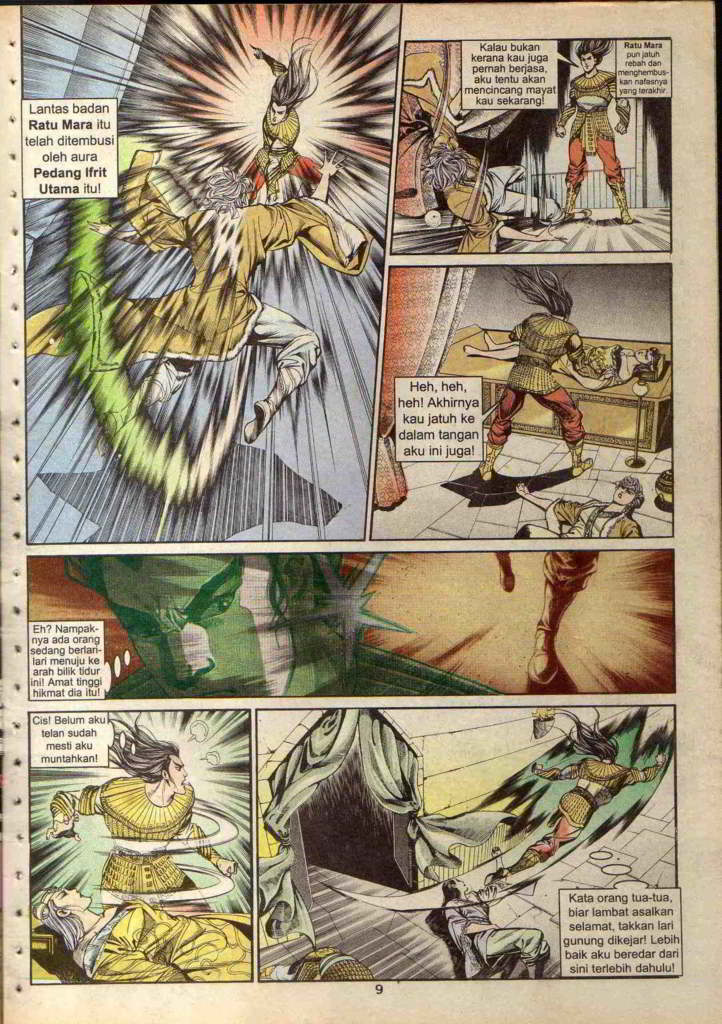 Lantas badan
Ratu Mara itu
telah ditembusi
oleh aura
Pedang Ifrit
Utama itu!
Kalau bukan
kerana kau juga
pernah berjasa,
aku tentu akan
mencincang mayat
kau sekarang!
Ratu Mara
pun jatuh
rebah dan
menghembus-
kan nafasnya
yang terakhir.
Heh, heh,
heh! Akhirnya
kau jatuh ke
dalam tangan
aku ini juga!
Eh? Nampak-
nya ada orang
sedang berlari-
lari menuju ke
arah bilik tidur
ini! Amat tinggi
hikmat dia itu!
Cis! Belum aku
telan sudah
mesti aku
muntahkan!
Kata orang tua-tua,
biar lambat asalkan
selamat, takkan lari
gunung dikejar! Lebih
baik aku beredar dari
sini terlebih dahulu!
9